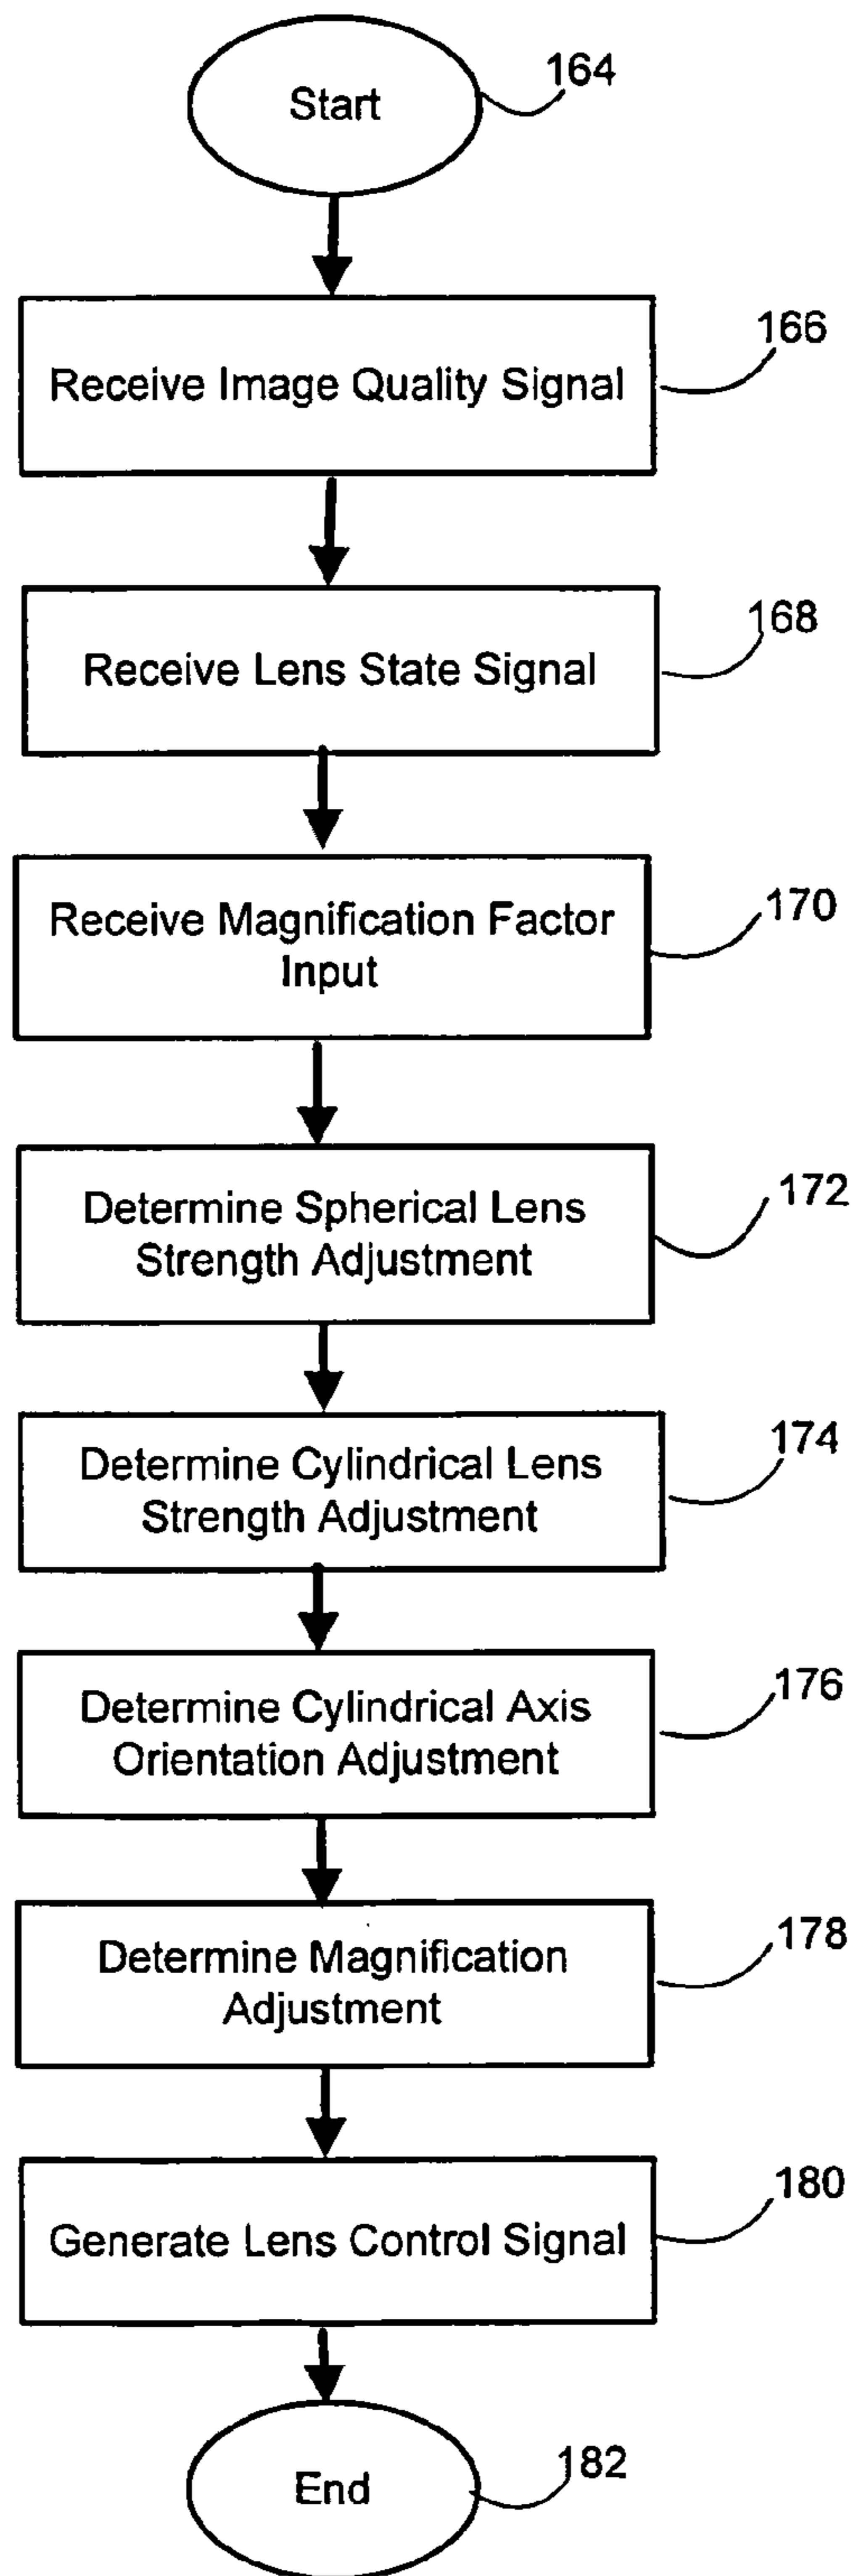 Start
164
Receive Image Quality Signal
166
Receive Lens State Signal
168
Receive Magnification Factor
Input
170
Determine Spherical Lens
Strength Adjustment
172
Determine Cylindrical Lens
Strength Adjustment
174
Determine Cylindrical Axis
Orientation Adjustment
176
Determine Magnification
Adjustment
178
Generate Lens Control Signal
180
End
182